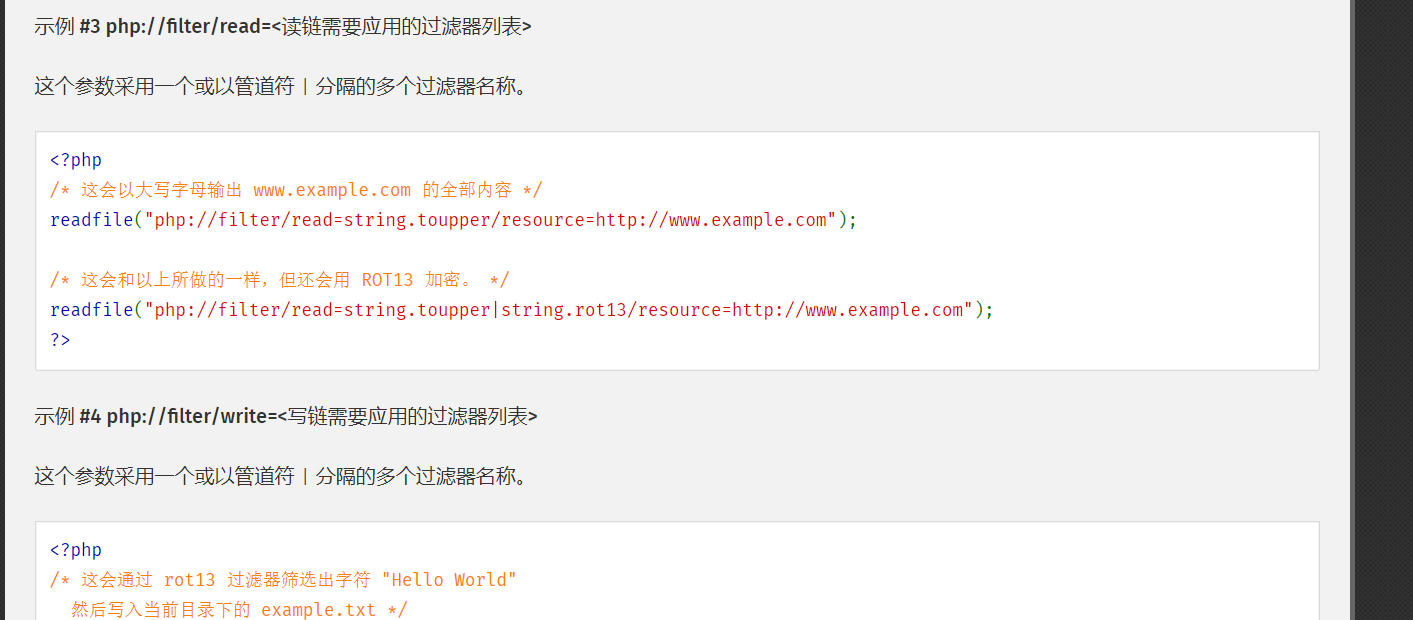 示例 #3 php://filter/read=<读链需要应用的过滤器列表>
这个参数采用一个或以管道符 | 分隔的多个过滤器名称。
<?php
/* 这会以大写字母输出 www.example.com 的全部内容 */
readfile("php://filter/read=string.toupper/resource=http://www.example.com");
/* 这会和以上所做的一样，但还会用 ROT13 加密。 */
readfile("php://filter/read=string.toupper|string.rot13/resource=http://www.example.com");
?>
示例 #4 php://filter/write=<写链需要应用的过滤器列表>
这个参数采用一个或以管道符 | 分隔的多个过滤器名称。
<?php
/* 这会通过 rot13 过滤器筛选出字符 "Hello World"
然后写入当前目录下的 example.txt */